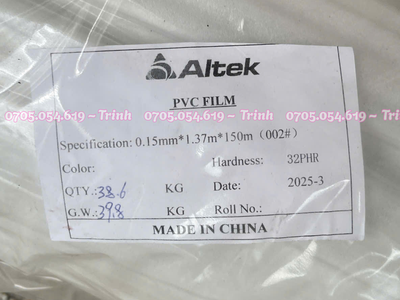 Altek
PVC FILM
0705.054.619 ~ Trinh 0705.054.619 ~ Trinh 0705.054.619 ~ Trinh
Specification: 0.15mm*1.37m*150m (002#)
Color: Hardness: 32PHR
QTY.: 38.6 KG Date: 2025-3
G.W.: 39.8 KG Roll No.:
MADE IN CHINA